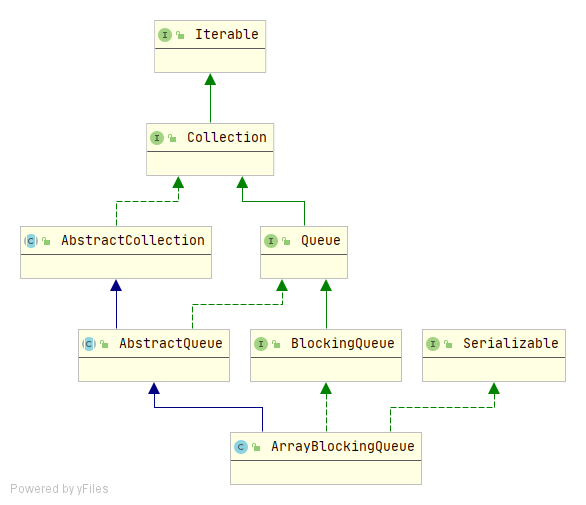 I Iterable
I Collection
C AbstractCollection
I Queue
C AbstractQueue
I BlockingQueue
I Serializable
C ArrayBlockingQueue
Powered by yFiles